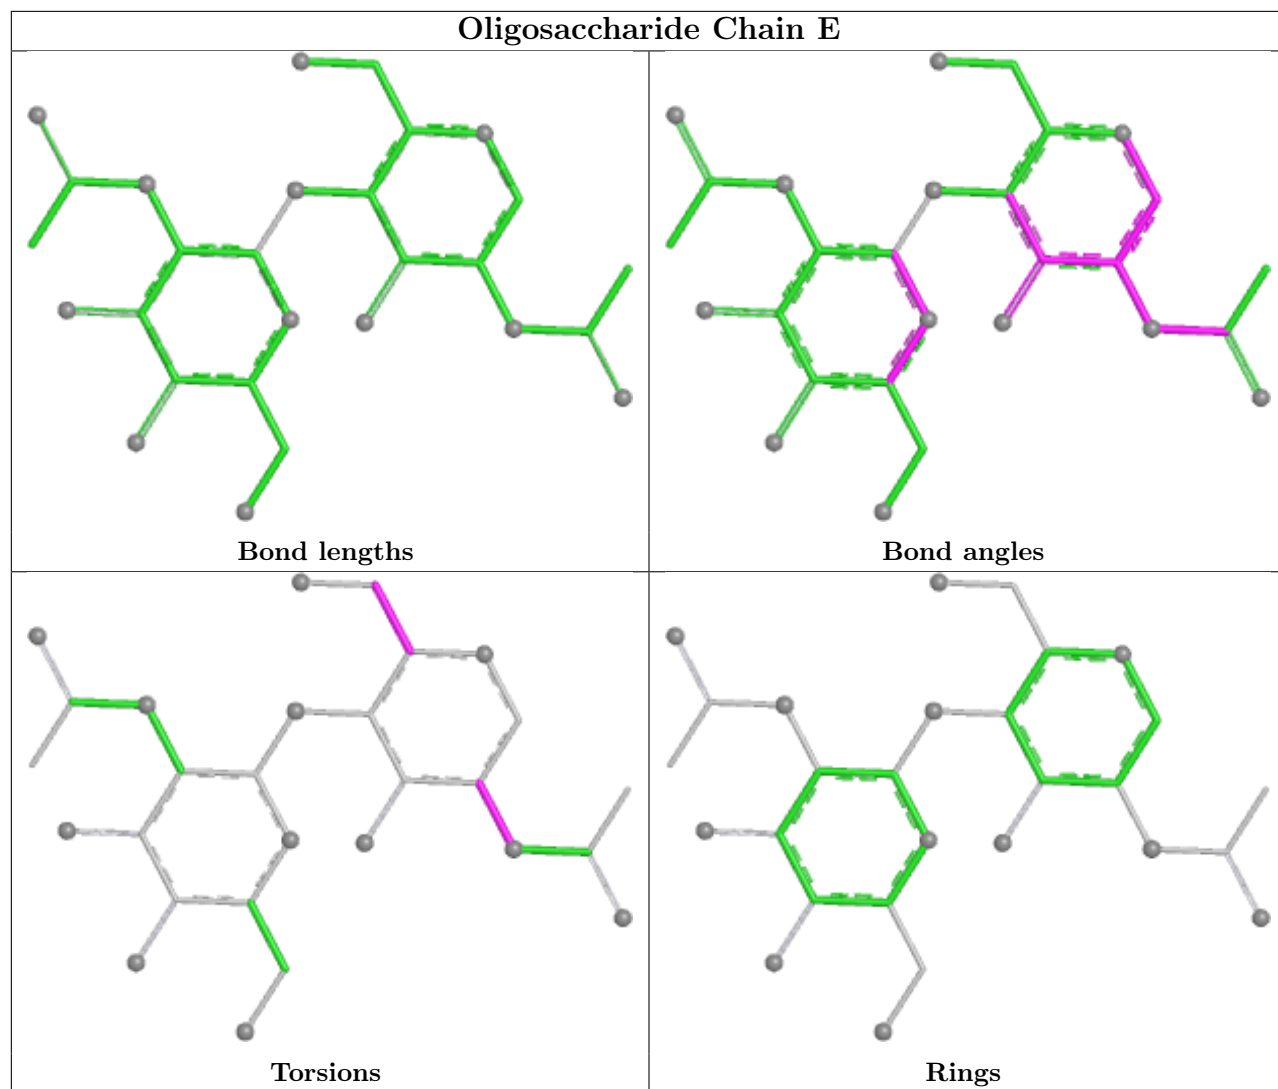 Oligosaccharide Chain E
Bond lengths
Bond angles
Torsions
Rings